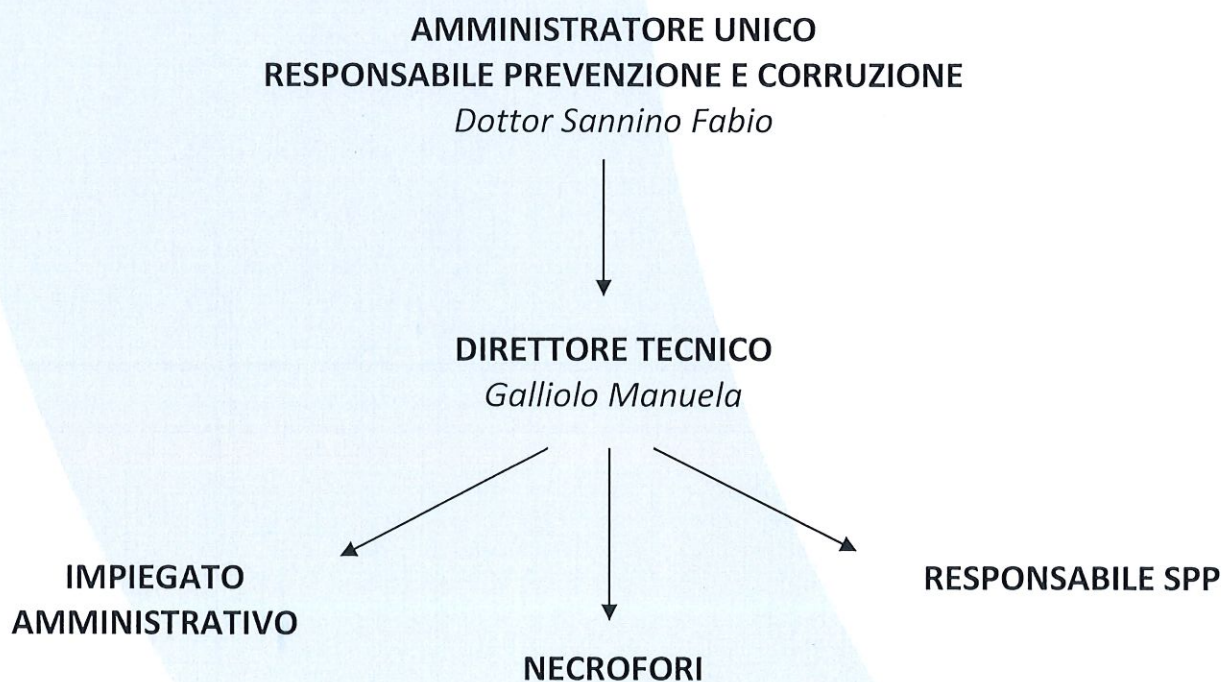 AMMINISTRATORE UNICO
RESPONSABILE PREVENZIONE E CORRUZIONE
Dottor Sannino Fabio
DIRETTORE TECNICO
Galliolo Manuela
IMPIEGATO
AMMINISTRATIVO
RESPONSABILE SPP
NECROFORI